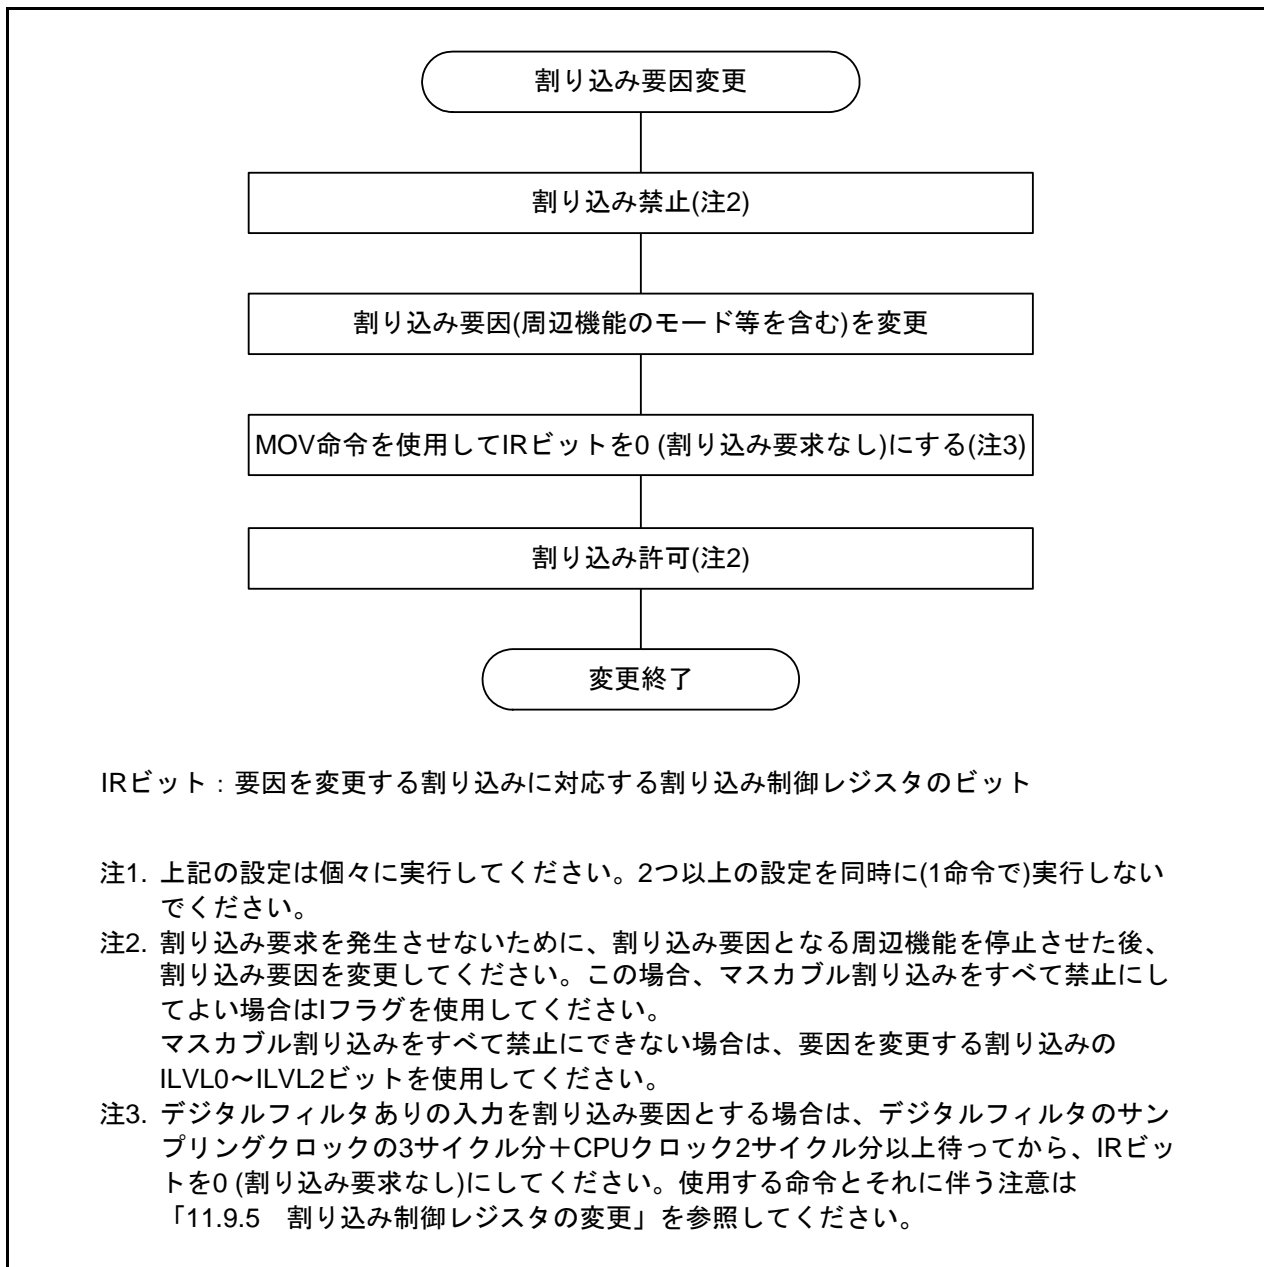 割り込み要因変更
割り込み禁止(注2)
割り込み要因(周辺機能のモード等を含む)を変更
MOV命令を使用してIRビットを0 (割り込み要求なし)にする(注3)
割り込み許可(注2)
変更終了
IRビット：要因を変更する割り込みに対応する割り込み制御レジスタのビット
注1. 上記の設定は個々に実行してください。2つ以上の設定を同時に(1命令で)実行しない
でください。
注2. 割り込み要求を発生させないために、割り込み要因となる周辺機能を停止させた後、
割り込み要因を変更してください。この場合、マスカブル割り込みをすべて禁止にし
てよい場合はIフラグを使用してください。
マスカブル割り込みをすべて禁止にできない場合は、要因を変更する割り込みの
ILVL0～ILVL2ビットを使用してください。
注3. デジタルフィルタありの入力を割り込み要因とする場合は、デジタルフィルタのサン
プリングクロックの3サイクル分＋CPUクロック2サイクル分以上待ってから、IRビッ
トを0 (割り込み要求なし)にしてください。使用する命令とそれに伴う注意は
「11.9.5　割り込み制御レジスタの変更」を参照してください。